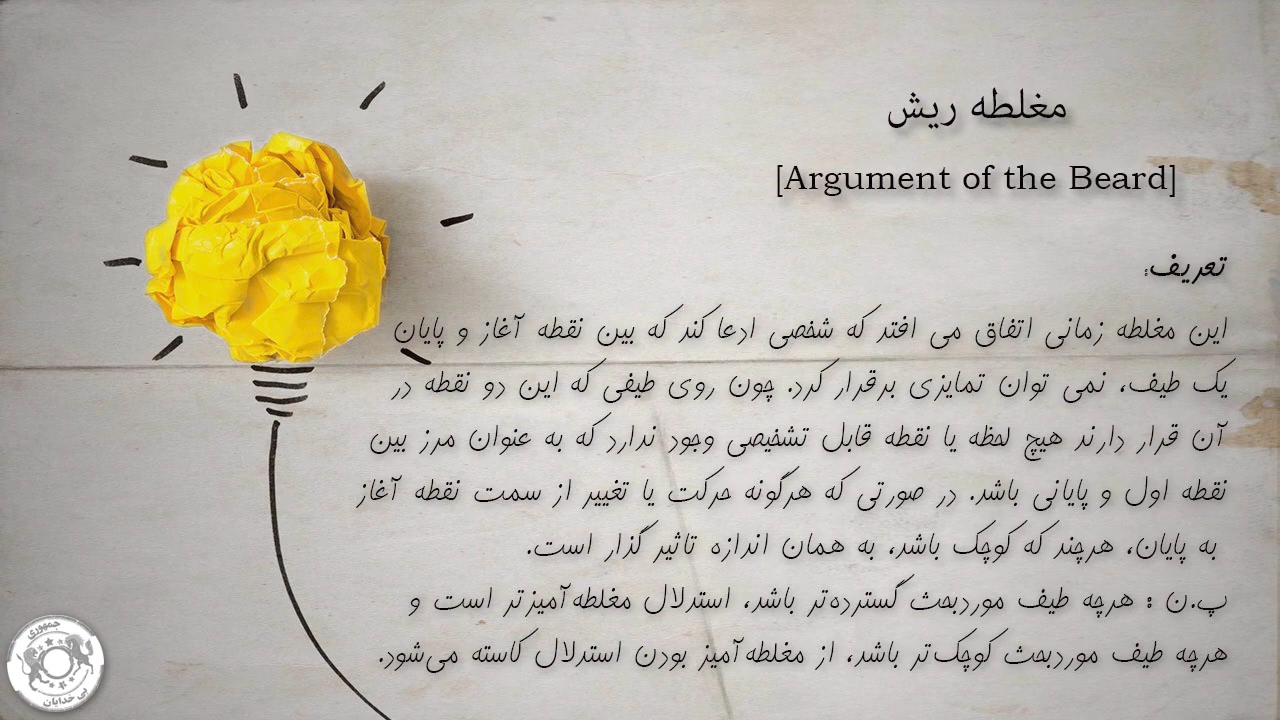 مغلطه ریش
[Argument of the Beard]
تعریف:
این مغلطه زمانی اتفاق می افتد که شخصی ادعا کند که بین نقطه آغاز و پایان
یک طیف، نمی توان تمایزی برقرار کرد. چون روی طیفی که این دو نقطه در
آن قرار دارند هیچ لحظه یا نقطه قابل تشخیصی وجود ندارد که به عنوان مرز بین
نقطه اول و پایانی باشد. در صورتی که هرگونه حرکت یا تغییر از سمت نقطه آغاز
به پایان، هرچند که کوچک باشد، به همان اندازه تاثیر گذار است.
پ.ن : هرچه طیف موردبحث گسترده‌تر باشد، استدلال مغلطه‌آمیزتر است و
هرچه طیف موردبحث کوچک‌تر باشد، از مغلطه‌آمیز بودن استدلال کاسته می‌شود.
جمهوری
بی خدایان